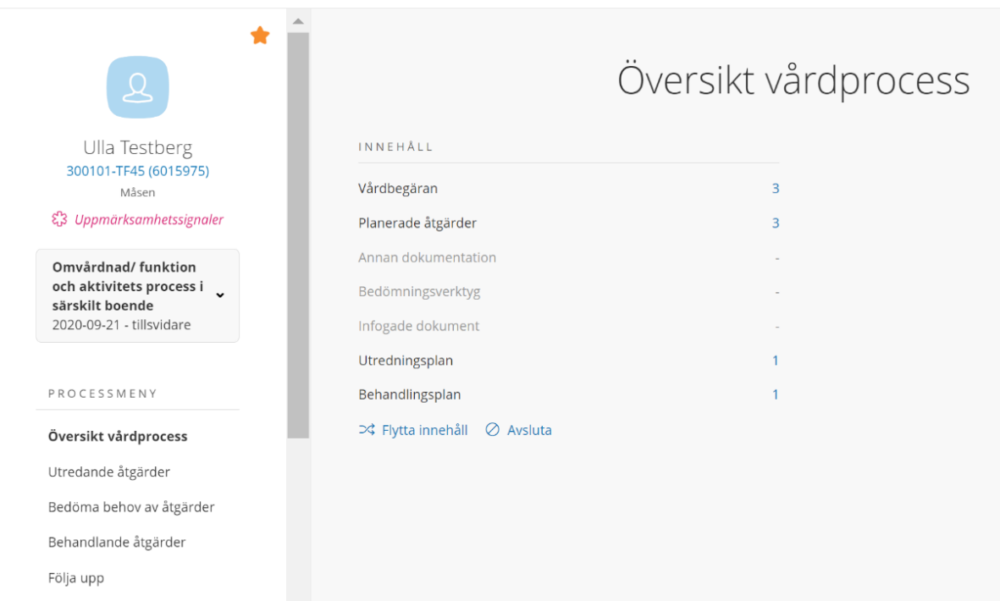 Ulla Testberg
300101-TF45 (6015975)
Måsen
Uppmärksamhetssignaler
Omvårdnad/ funktion
och aktivitets process i
särskilt boende
2020-09-21 - tillsvidare
PROCESSMENY
Översikt vårdprocess
Utredande åtgärder
Bedöma behov av åtgärder
Behandlande åtgärder
Följa upp
Översikt vårdprocess
INNEHÅLL
Vårdbegäran 3
Planerade åtgärder 3
Annan dokumentation -
Bedömningsverktyg -
Infogade dokument -
Utredningsplan 1
Behandlingsplan 1
Flytta innehåll Avsluta